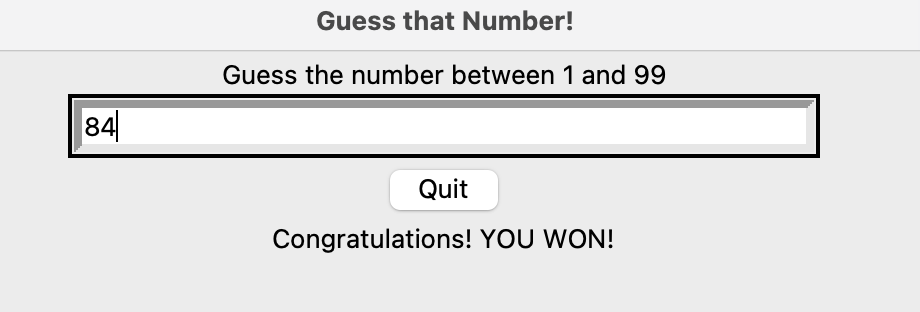 Guess that Number!
Guess the number between 1 and 99
84
Quit
Congratulations! YOU WON!